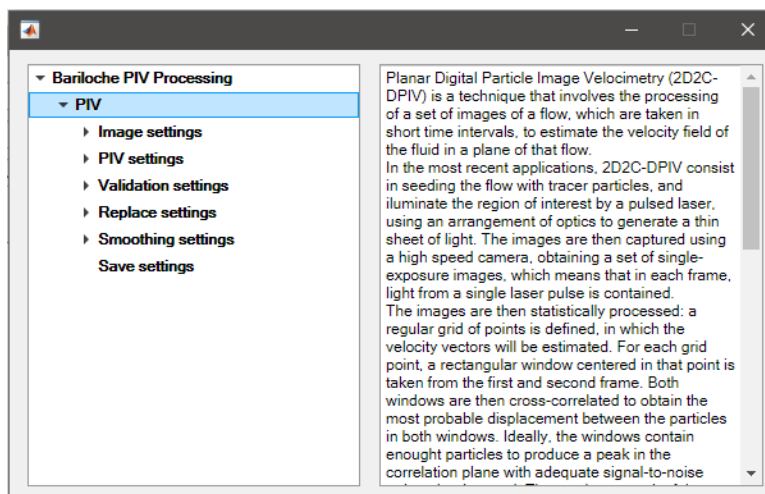 Bariloche PIV Processing
PIV
Image settings
PIV settings
Validation settings
Replace settings
Smoothing settings
Save settings
Planar Digital Particle Image Velocimetry (2D2C-
DPIV) is a technique that involves the processing
of a set of images of a flow, which are taken in
short time intervals, to estimate the velocity field of
the fluid in a plane of that flow.
In the most recent applications, 2D2C-DPIV consist
in seeding the flow with tracer particles, and
iluminate the region of interest by a pulsed laser,
using an arrangement of optics to generate a thin
sheet of light. The images are then captured using
a high speed camera, obtaining a set of single-
exposure images, which means that in each frame,
light from a single laser pulse is contained.
The images are then statistically processed: a
regular grid of points is defined, in which the
velocity vectors will be estimated. For each grid
point, a rectangular window centered in that point is
taken from the first and second frame. Both
windows are then cross-correlated to obtain the
most probable displacement between the particles
in both windows. Ideally, the windows contain
enought particles to produce a peak in the
correlation plane with adequate signal-to-noise